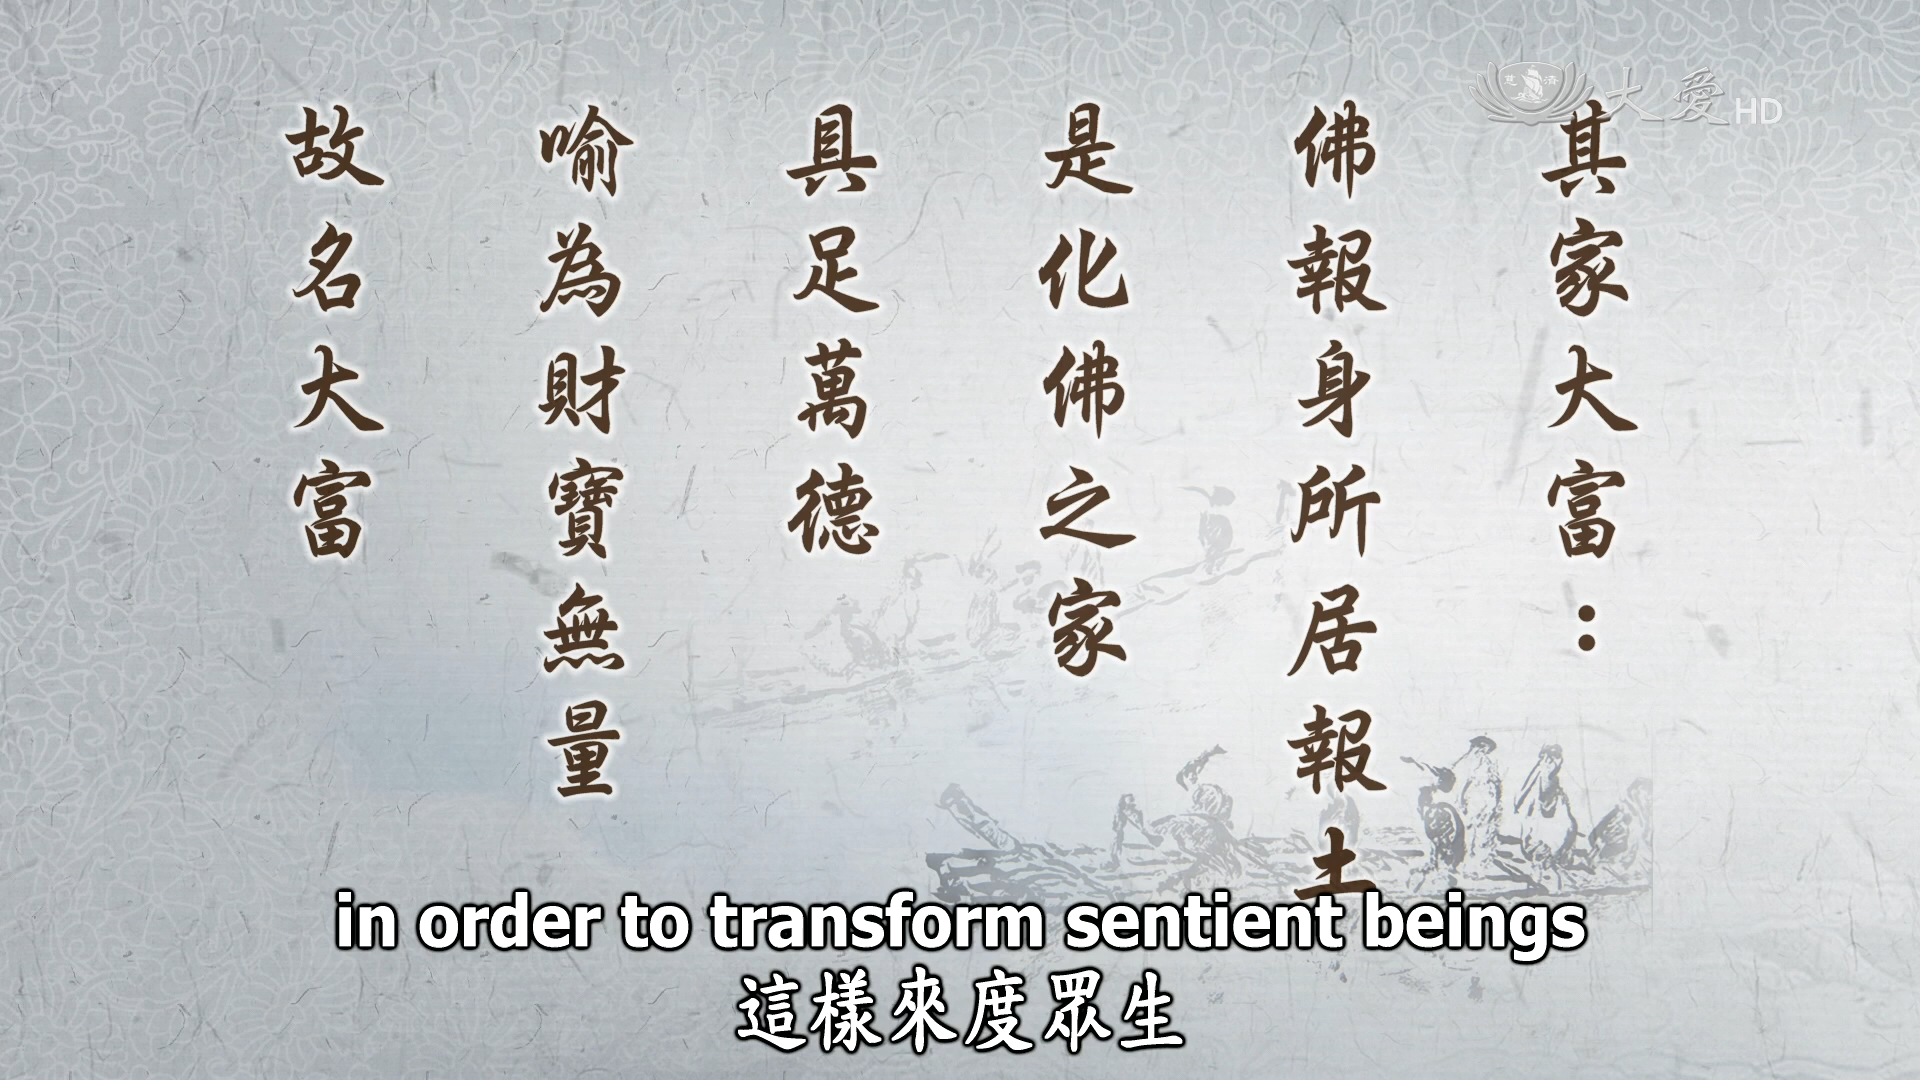 大愛HD
其家大富：
佛報身所居報土
是化佛之家
具足萬德
喻為財寶無量
故名大富
in order to transform sentient beings
這樣來度眾生